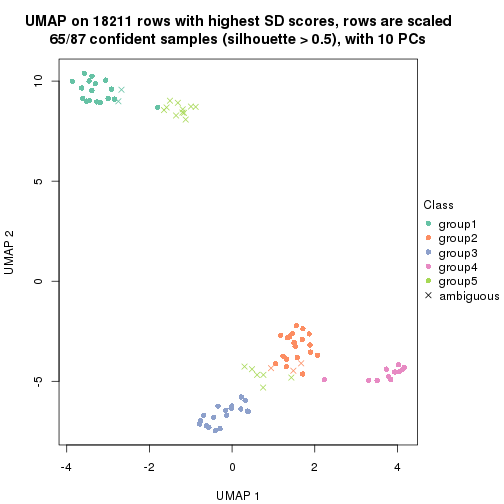 UMAP on 18211 rows with highest SD scores, rows are scaled
65/87 confident samples (silhouette > 0.5), with 10 PCs
10
5
0
-5
UMAP 2
-4
-2
0
2
4
UMAP 1
Class
group1
group2
group3
group4
group5
ambiguous